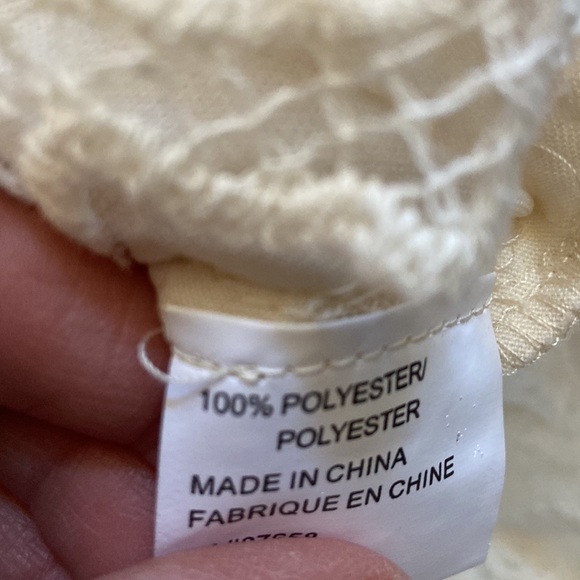 100% POLYESTER/
POLYESTER
MADE IN CHINA
FABRIQUE EN CHINE